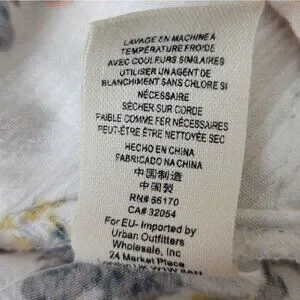 LAVAGE EN MACHINE À
TEMPÉRATURE FROIDE
AVEC COULEURS SIMILAIRES
UTILISER UN AGENT DE
BLANCHIMENT SANS CHLORE SI
NÉCESSAIRE
SÉCHER SUR CORDE
FAIBLE COMME FER NÉCESSAIRES
PEUT-ÊTRE ÊTRE NETTOYÉE SEC
HECHO EN CHINA
FABRICADO NA CHINA
中国制造
中國製
RN# 86170
CA# 32054
For EU- Imported by
Urban Outfitters
Wholesale, Inc
24 Market Place